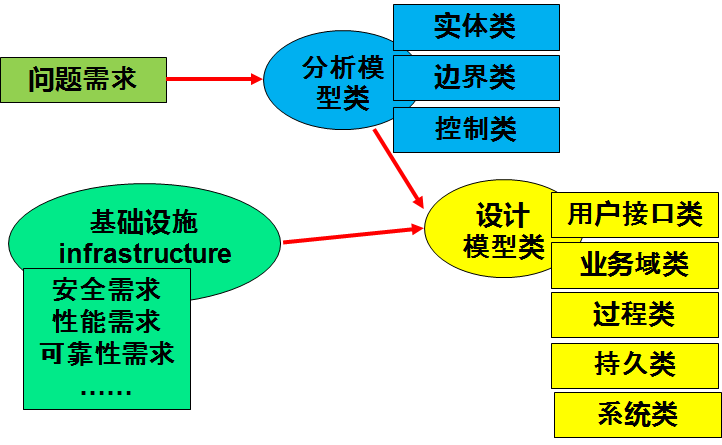 问题需求
分析模
型类
实体类
边界类
控制类
基础设施
infrastructure
安全需求
性能需求
可靠性需求
……
设计
模型类
用户接口类
业务域类
过程类
持久类
系统类